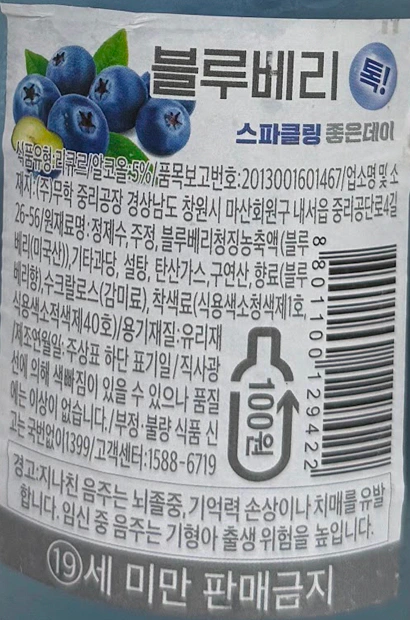 블루베리 톡!
스파클링 좋은데이
식품유형:리큐르/알코올:5%/품목보고번호:2013001601467/업소명 및 소
재지:(주)무학 중리공장 경상남도 창원시 마산회원구 내서읍 중리공단로4길
26-56/원재료명: 정제수, 주정, 블루베리청징농축액(블루
베리(미국산)),기타과당, 설탕, 탄산가스,구연산, 향료(블루
베리향),수크랄로스(감미료), 착색료(식용색소청색제1호,
식용색소적색제40호)/용기재질:유리재
/제조연월일:주상표 하단 표기일/직사광
선에 의해 색빠짐이 있을 수 있으나 품질
에는 이상이 없습니다./부정·불량 식품 신
고는 국번없이1399/고객센터:1588-6719
100원
8 801100 129422
경고:지나친 음주는 뇌졸중, 기억력 손상이나 치매를 유발
합니다. 임신 중 음주는 기형아 출생 위험을 높입니다.
19세 미만 판매금지